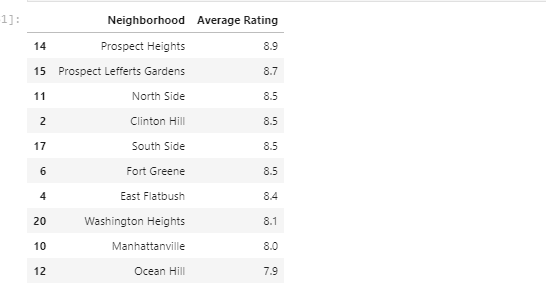 1]:
Neighborhood Average Rating
14 Prospect Heights 8.9
15 Prospect Lefferts Gardens 8.7
11 North Side 8.5
2 Clinton Hill 8.5
17 South Side 8.5
6 Fort Greene 8.5
4 East Flatbush 8.4
20 Washington Heights 8.1
10 Manhattanville 8.0
12 Ocean Hill 7.9